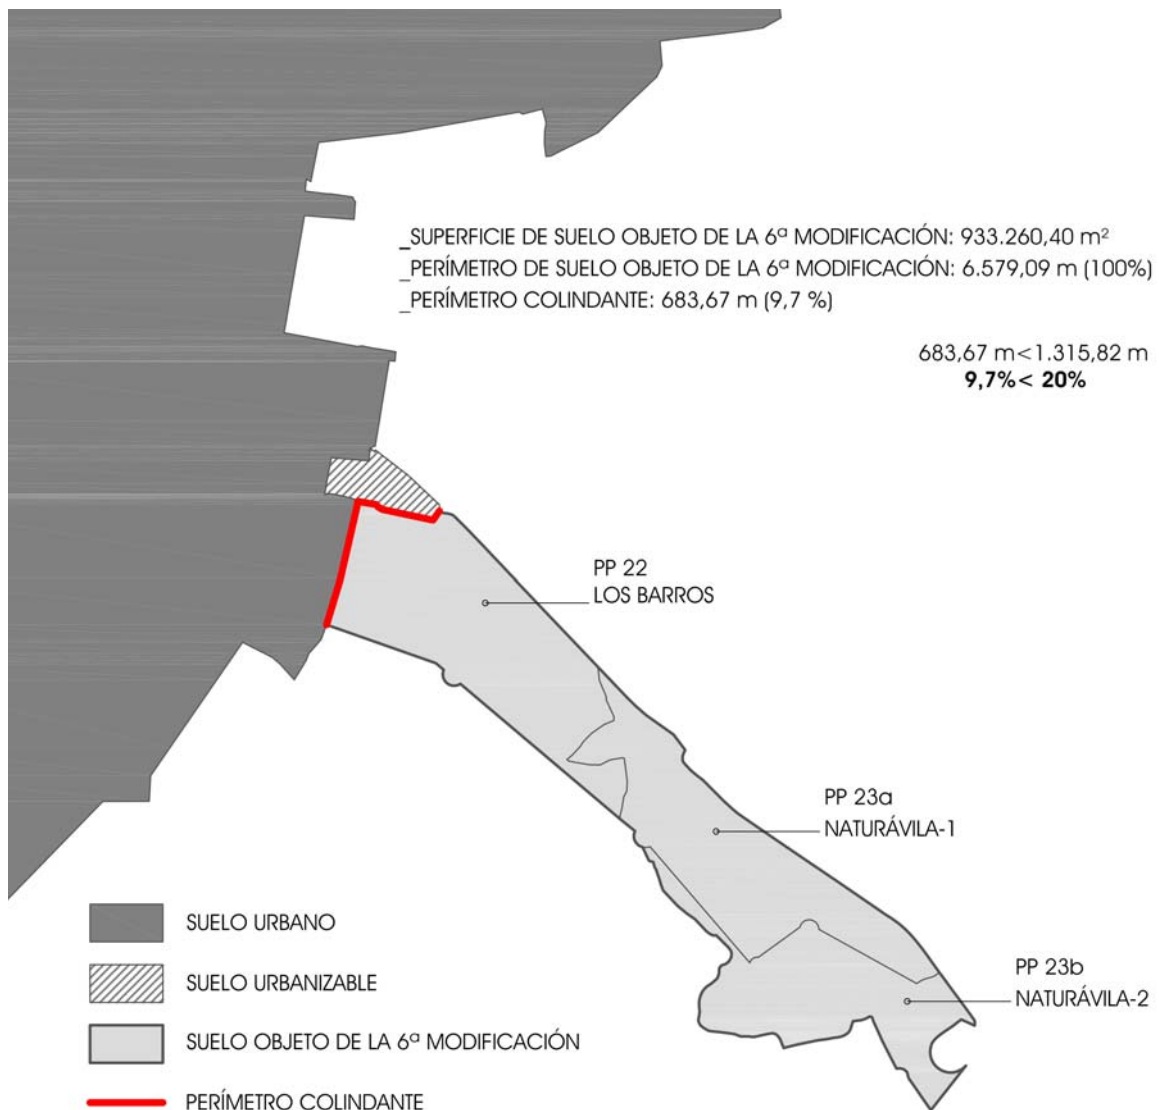 _SUPERFICIE DE SUELO OBJETO DE LA 6ª MODIFICACIÓN: 933.260,40 m²
_PERÍMETRO DE SUELO OBJETO DE LA 6ª MODIFICACIÓN: 6.579,09 m (100%)
_PERÍMETRO COLINDANTE: 683,67 m (9,7 %)
683,67 m<1.315,82 m
9,7%< 20%
PP 22
LOS BARROS
PP 23a
NATURÁVILA-1
PP 23b
NATURÁVILA-2
SUELO URBANO
SUELO URBANIZABLE
SUELO OBJETO DE LA 6ª MODIFICACIÓN
PERÍMETRO COLINDANTE